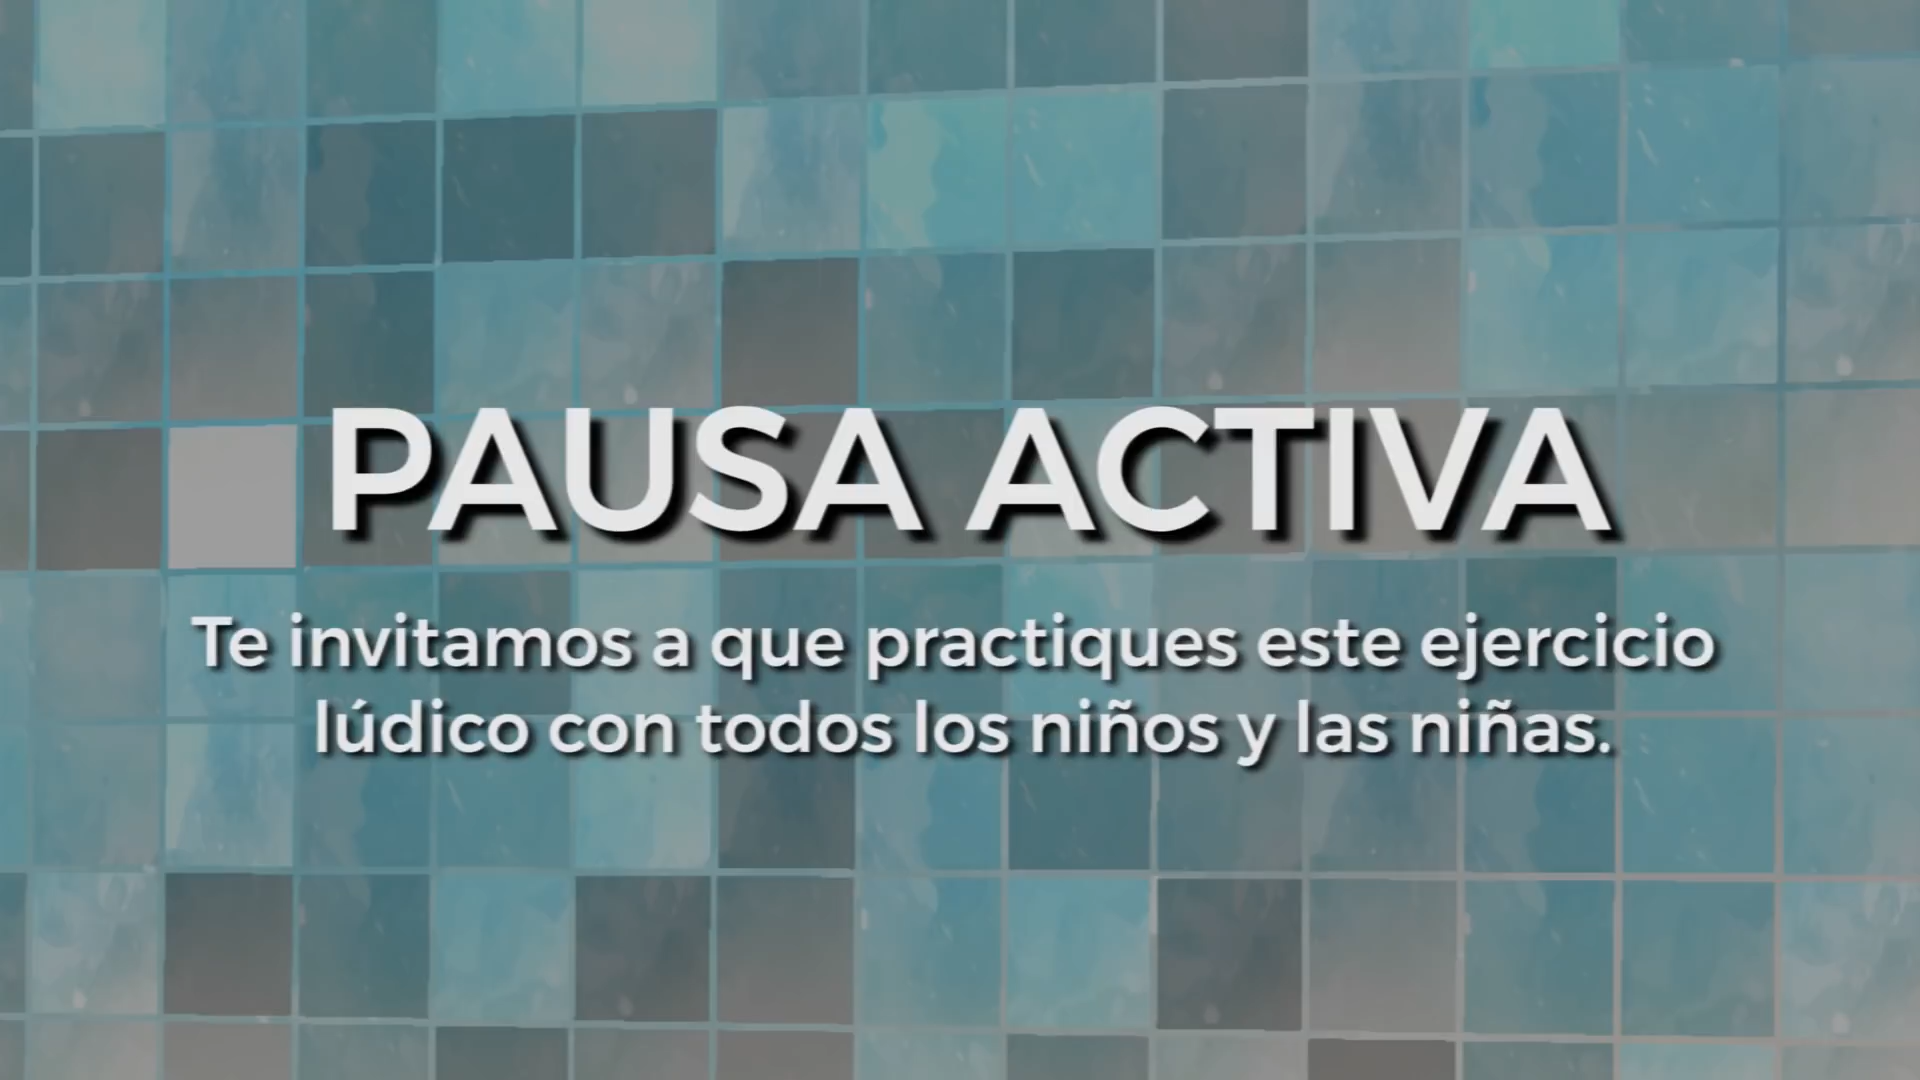 PAUSA ACTIVA
Te invitamos a que practiques este ejercicio
lúdico con todos los niños y las niñas.